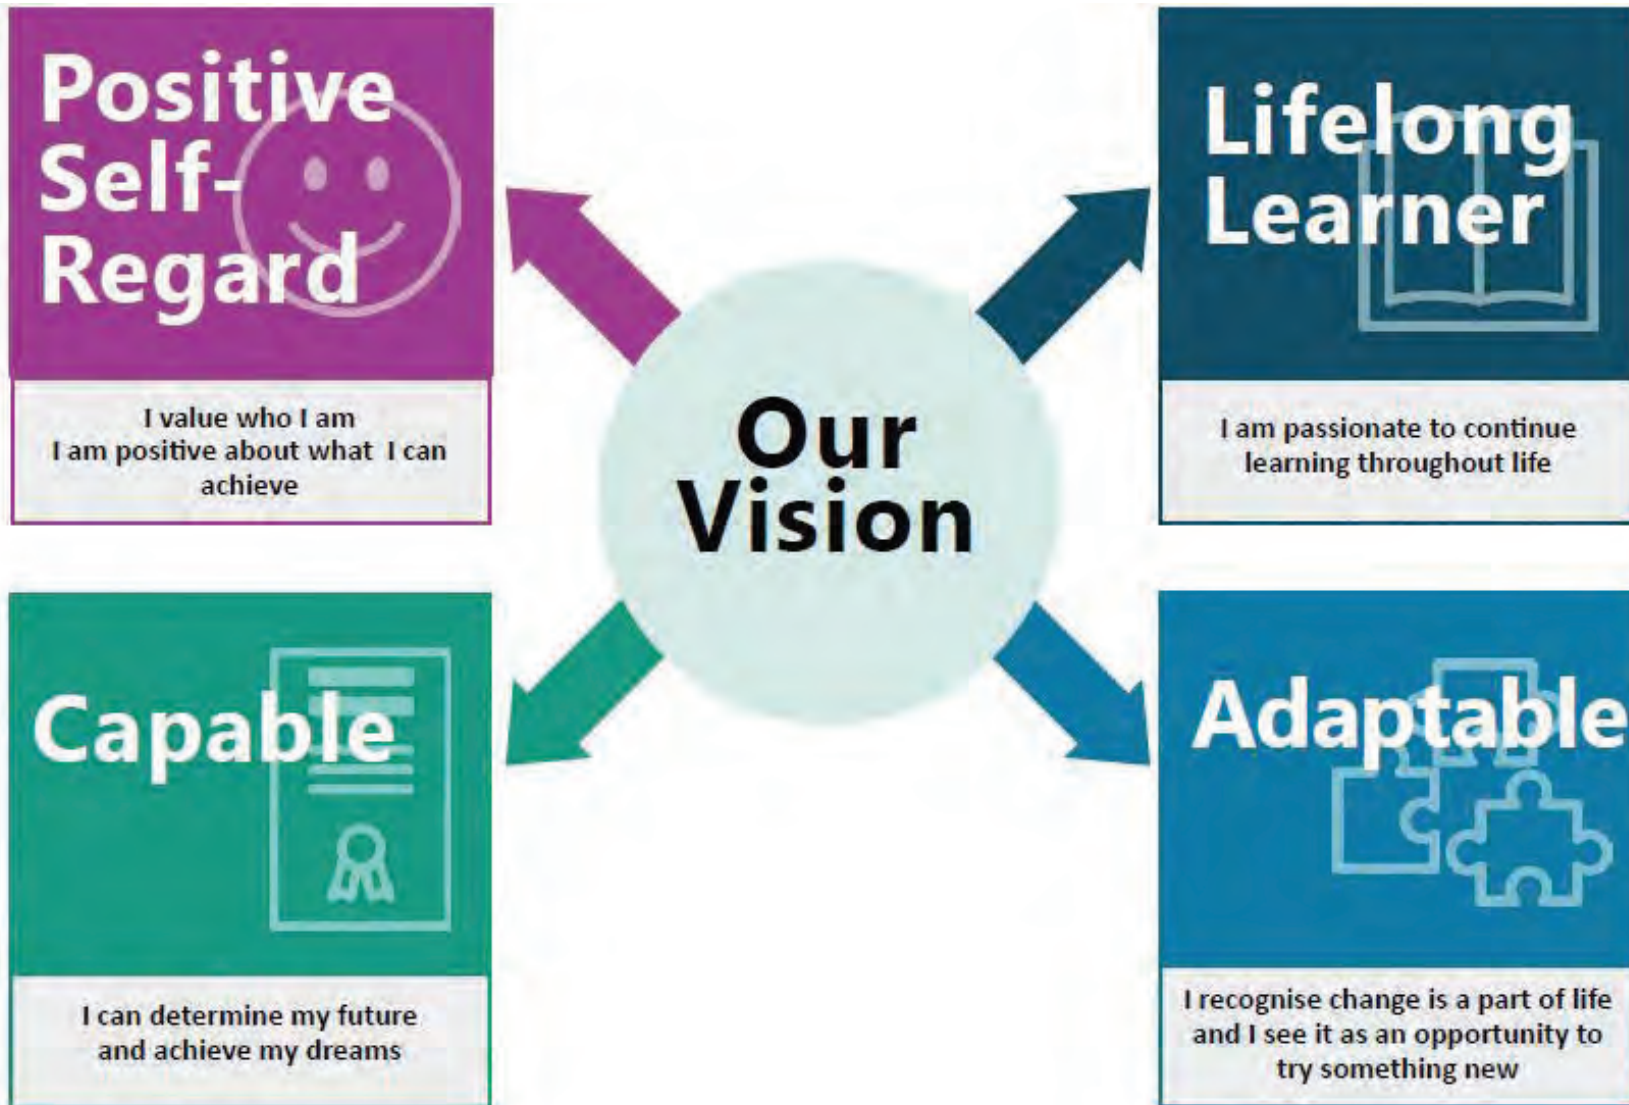 Positive
Self-
Regard
I value who I am
I am positive about what I can
achieve
Lifelong
Learner
I am passionate to continue
learning throughout life
Our
Vision
Capable
I can determine my future
and achieve my dreams
Adaptable
I recognise change is a part of life
and I see it as an opportunity to
try something new